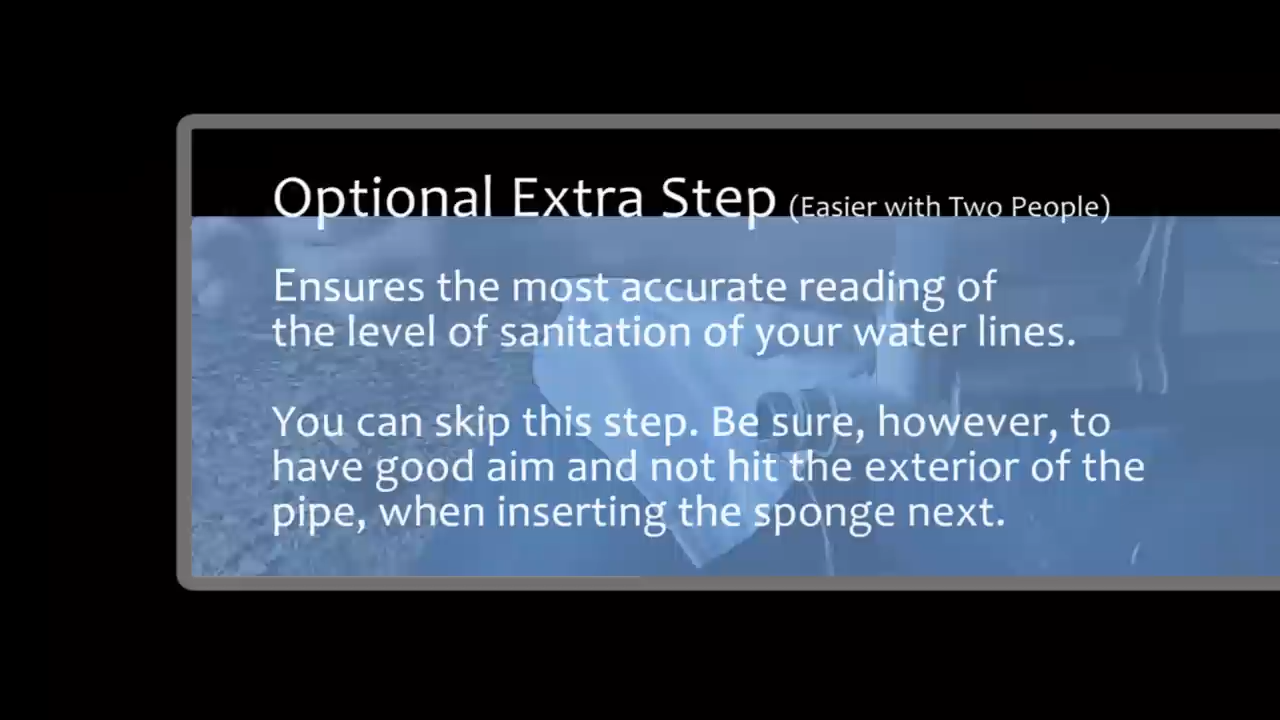 Optional Extra Step (Easier with Two People)
Ensures the most accurate reading of
the level of sanitation of your water lines.
You can skip this step. Be sure, however, to
have good aim and not hit the exterior of the
pipe, when inserting the sponge next.